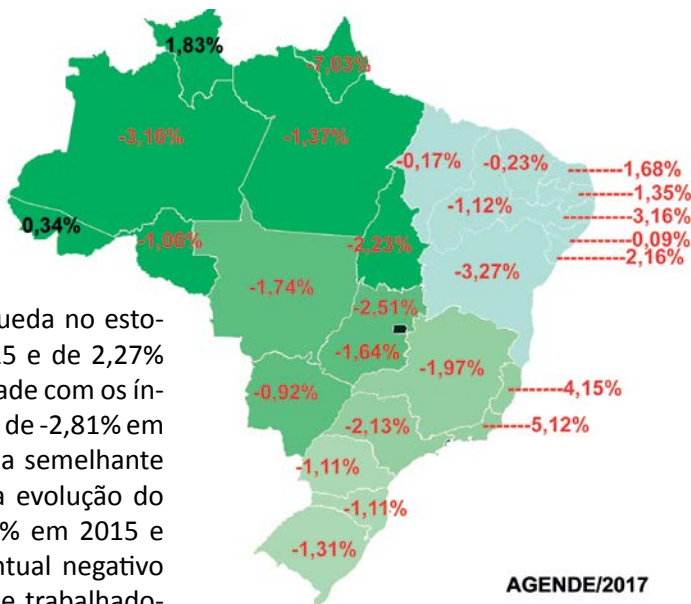 1,83%
-7,03%
-3,16%
-1,37%
-0,17%
-0,23%
-------1,68%
-------1,35%
-------3,16%
-------0,09%
-------2,16%
-1,12%
0,34%
-1,06%
-2,23%
-3,27%
-1,74%
-2,51%
-1,64%
-1,97%
-0,92%
-------4,15%
-------5,12%
-2,13%
-1,11%
-1,11%
-1,31%
ueda no esto-
5 e de 2,27%
ade com os ín-
de -2,81% em
a semelhante
a evolução do
% em 2015 e
ntual negativo
e trabalhado-
AGENDE/2017